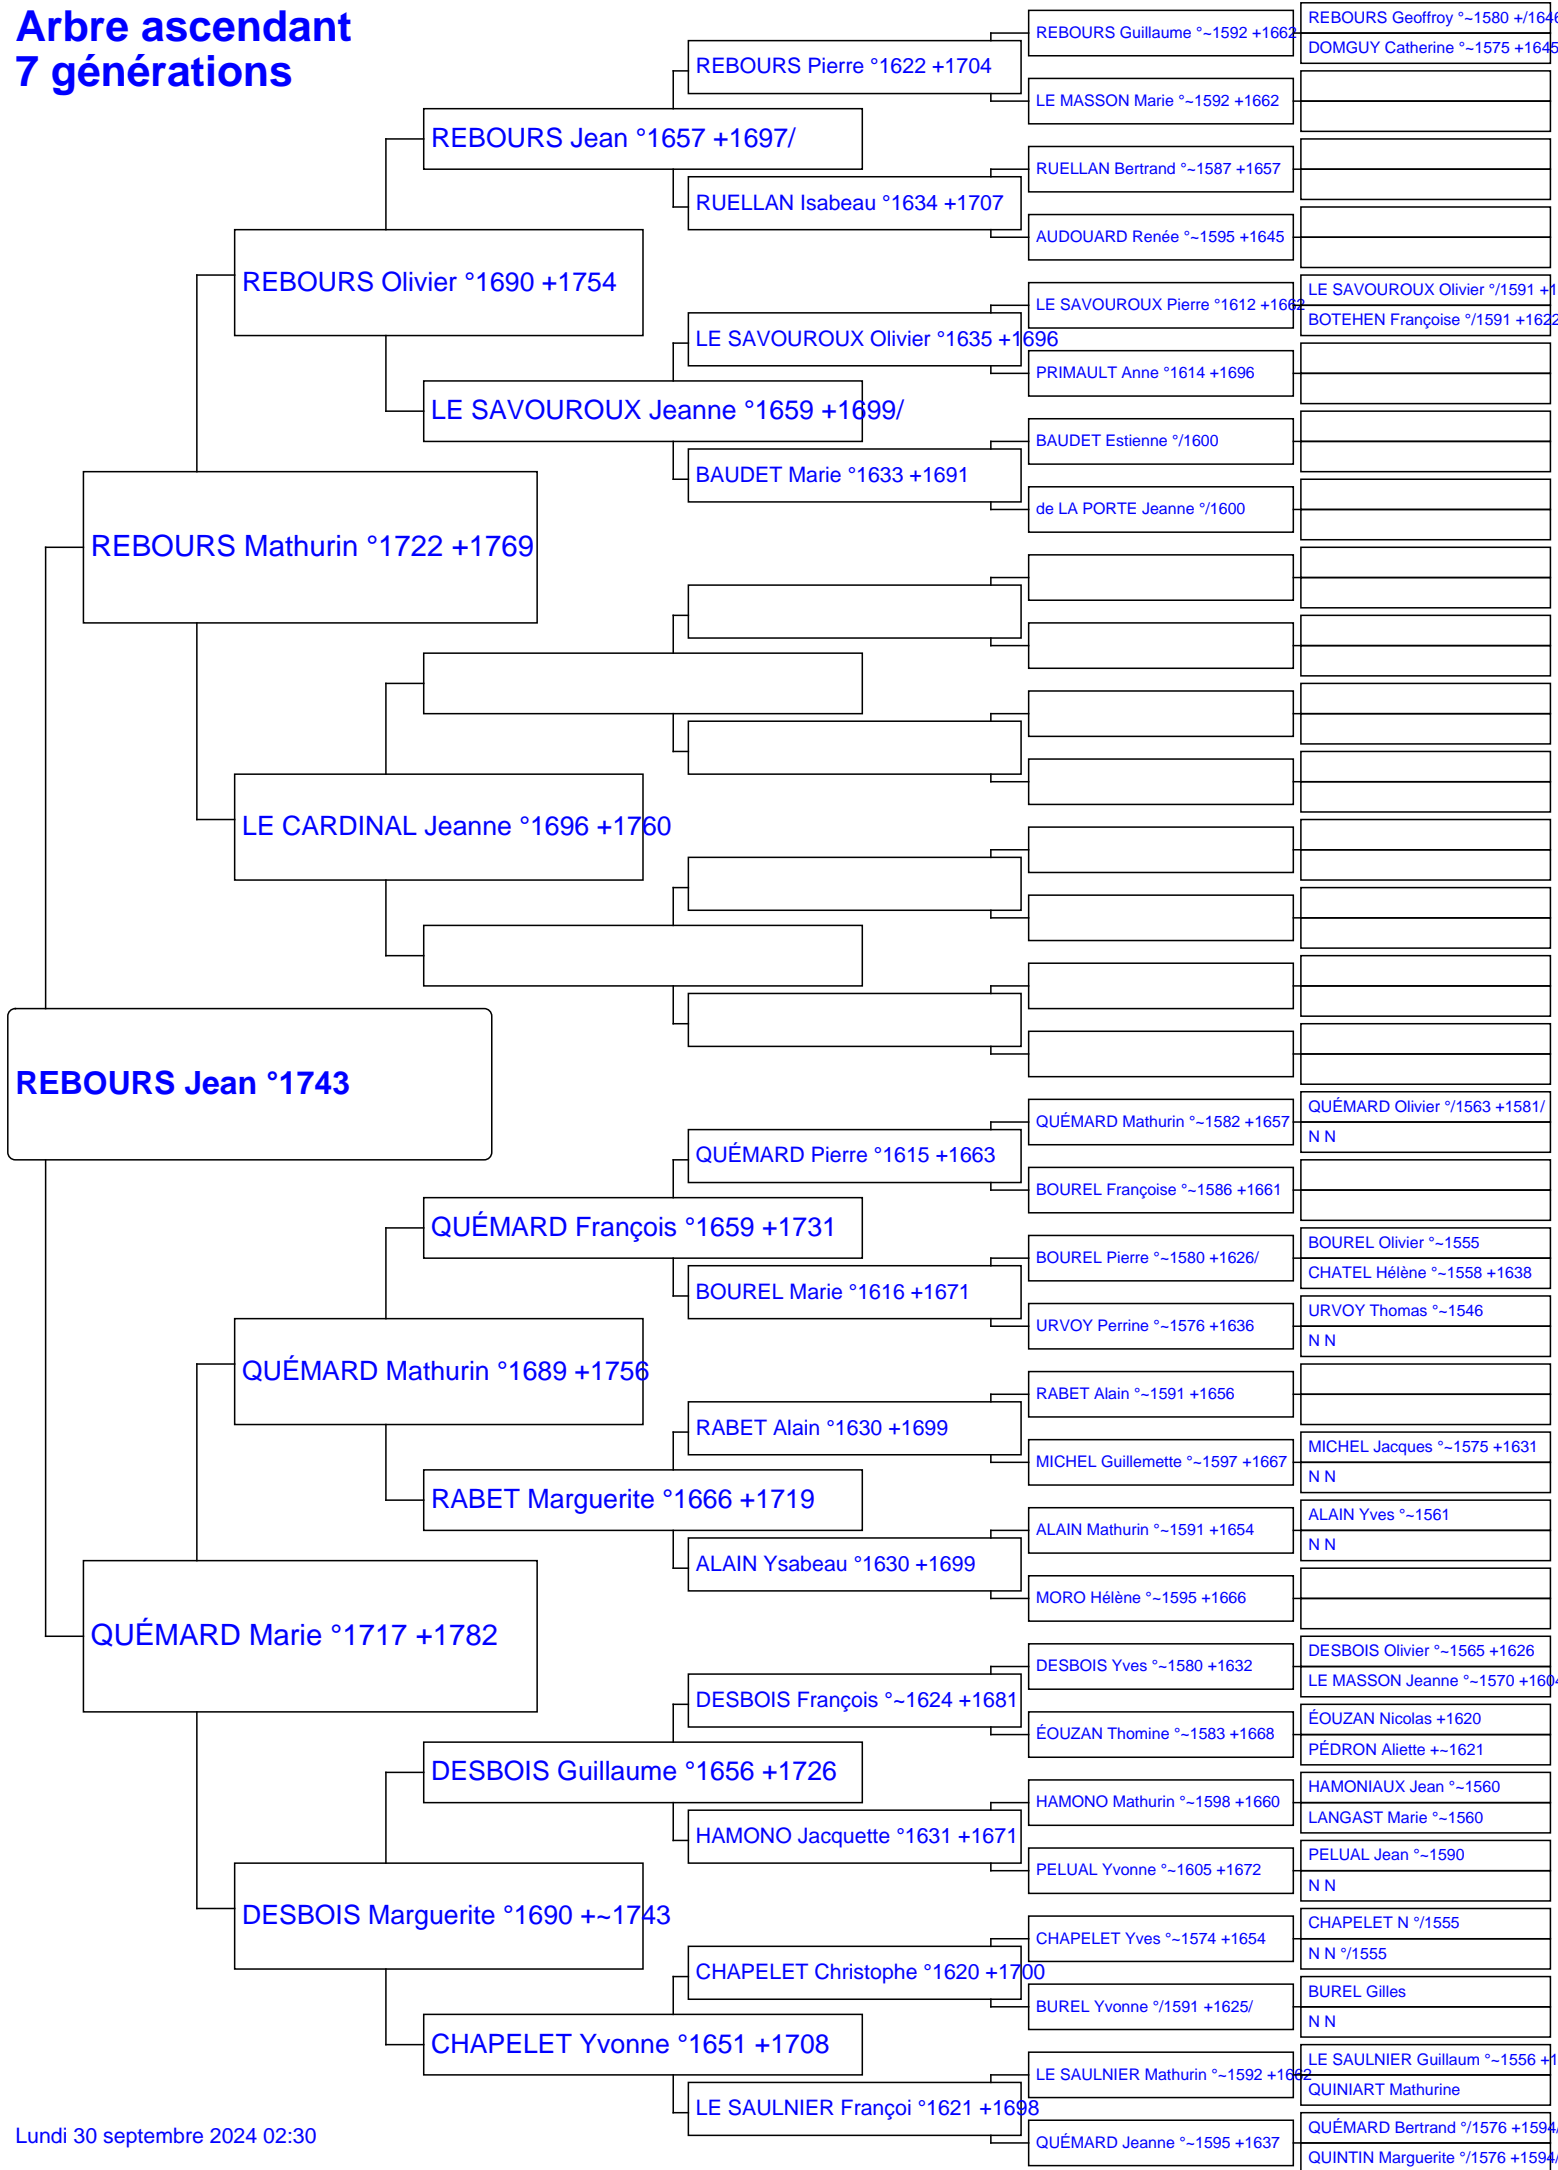 Arbre ascendant
7 générations
REBOURS Jean °1743
REBOURS Mathurin °1722 +1769
QUÉMARD Marie °1717 +1782
REBOURS Olivier °1690 +1754
LE CARDINAL Jeanne °1696 +1760
QUÉMARD Mathurin °1689 +1756
DESBOIS Marguerite °1690 +~1743
REBOURS Jean °1657 +1697/
LE SAVOUROUX Jeanne °1659 +1699/
QUÉMARD François °1659 +1731
RABET Marguerite °1666 +1719
DESBOIS Guillaume °1656 +1726
CHAPELET Yvonne °1651 +1708
REBOURS Pierre °1622 +1704
RUELLAN Isabeau °1634 +1707
LE SAVOUROUX Olivier °1635 +1696
BAUDET Marie °1633 +1691
QUÉMARD Pierre °1615 +1663
BOUREL Marie °1616 +1671
RABET Alain °1630 +1699
ALAIN Ysabeau °1630 +1699
DESBOIS François °~1624 +1681
HAMONO Jacquette °1631 +1671
CHAPELET Christophe °1620 +1700
LE SAULNIER Françoi °1621 +1698
REBOURS Guillaume °~1592 +1662
LE MASSON Marie °~1592 +1662
RUELLAN Bertrand °~1587 +1657
AUDOUARD Renée °~1595 +1645
LE SAVOUROUX Pierre °1612 +1662
PRIMAULT Anne °1614 +1696
BAUDET Estienne °/1600
de LA PORTE Jeanne °/1600
QUÉMARD Mathurin °~1582 +1657
BOUREL Françoise °~1586 +1661
BOUREL Pierre °~1580 +1626/
URVOY Perrine °~1576 +1636
RABET Alain °~1591 +1656
MICHEL Guillemette °~1597 +1667
ALAIN Mathurin °~1591 +1654
MORO Hélène °~1595 +1666
DESBOIS Yves °~1580 +1632
ÉOUZAN Thomine °~1583 +1668
HAMONO Mathurin °~1598 +1660
PELUAL Yvonne °~1605 +1672
CHAPELET Yves °~1574 +1654
BUREL Yvonne °/1591 +1625/
LE SAULNIER Mathurin °~1592 +1662
QUÉMARD Jeanne °~1595 +1637
REBOURS Geoffroy °~1580 +/1646
DOMGUY Catherine °~1575 +1645
LE SAVOUROUX Olivier °/1591 +1
BOTEHEN Françoise °/1591 +1622
QUÉMARD Olivier °/1563 +1581/
N N
BOUREL Olivier °~1555
CHATEL Hélène °~1558 +1638
URVOY Thomas °~1546
N N
MICHEL Jacques °~1575 +1631
N N
ALAIN Yves °~1561
N N
DESBOIS Olivier °~1565 +1626
LE MASSON Jeanne °~1570 +1604
ÉOUZAN Nicolas +1620
PÉDRON Aliette +~1621
HAMONIAUX Jean °~1560
LANGAST Marie °~1560
PELUAL Jean °~1590
N N
CHAPELET N °/1555
N N °/1555
BUREL Gilles
N N
LE SAULNIER Guillaum °~1556 +1
QUINIART Mathurine
QUÉMARD Bertrand °/1576 +1594/
QUINTIN Marguerite °/1576 +1594/
Lundi 30 septembre 2024 02:30